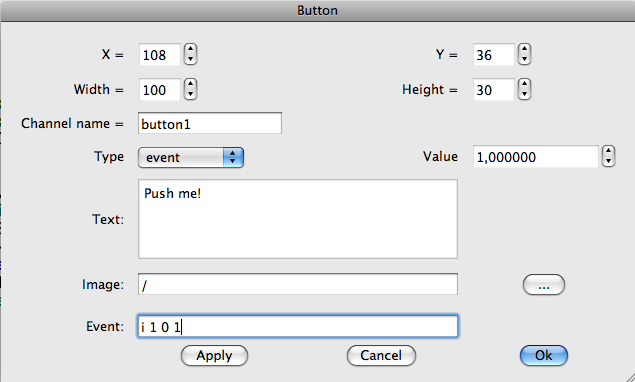 Button
X = 108 Y = 36
Width = 100 Height = 30
Channel name = button1
Type event Value 1,000000
Text: Push me!
Image: / ...
Event: i 1 0 1
Apply Cancel Ok